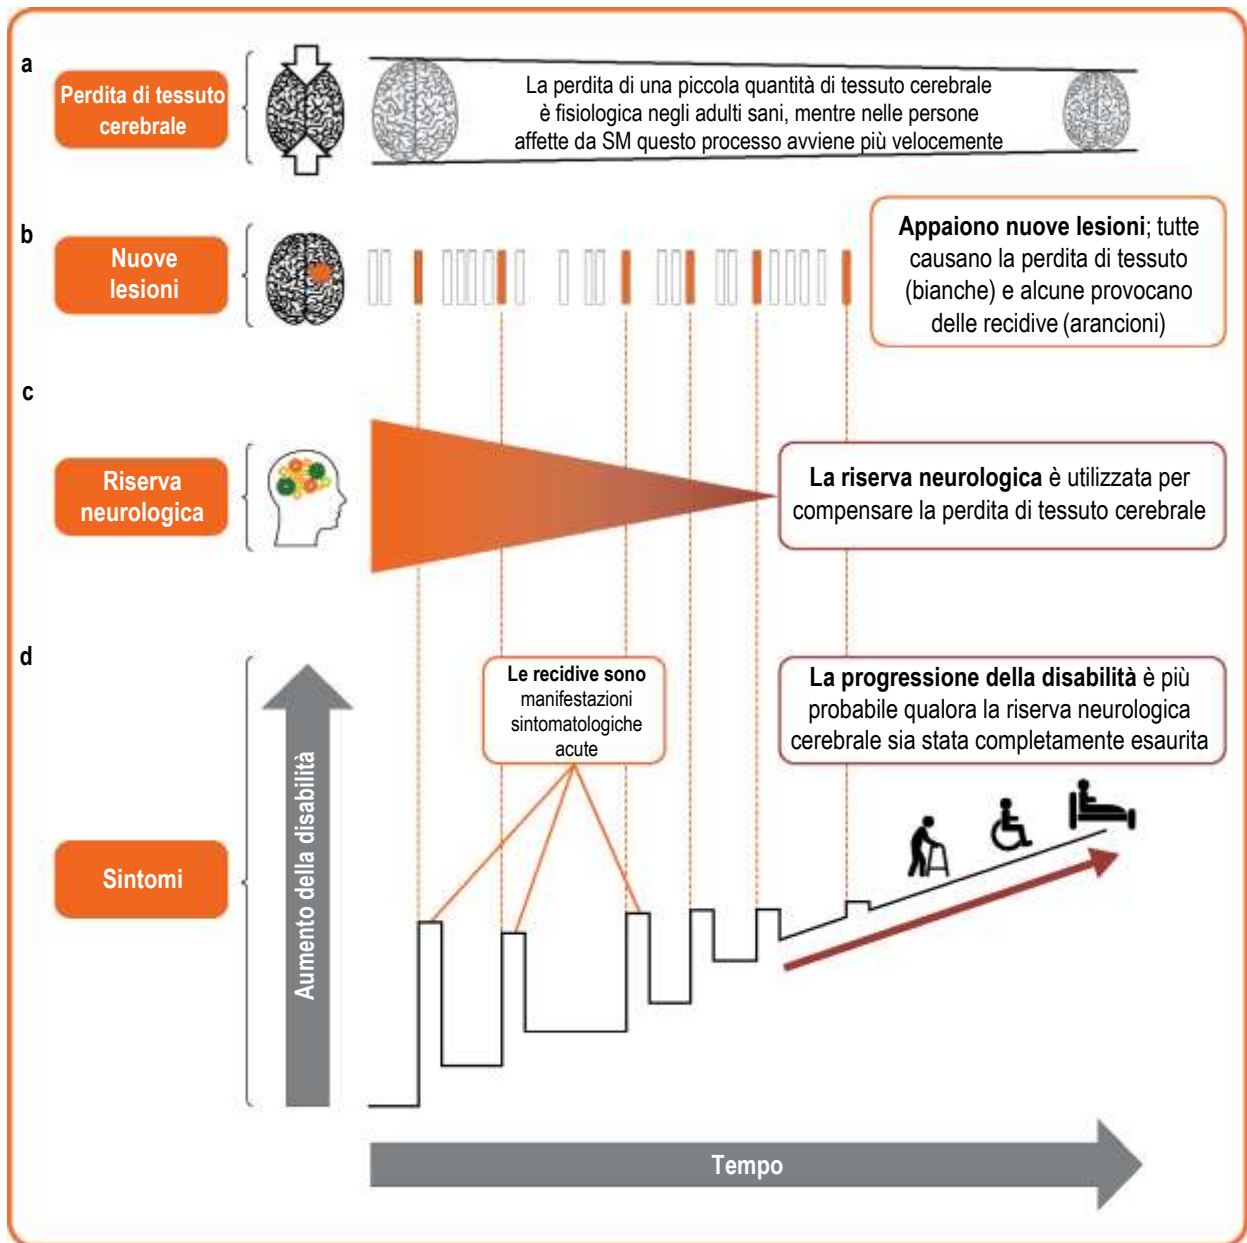 a
Perdita di tessuto
cerebrale
La perdita di una piccola quantità di tessuto cerebrale
è fisiologica negli adulti sani, mentre nelle persone
affette da SM questo processo avviene più velocemente
b
Nuove
lesioni
Appaiono nuove lesioni; tutte
causano la perdita di tessuto
(bianche) e alcune provocano
delle recidive (arancioni)
c
Riserva
neurologica
La riserva neurologica è utilizzata per
compensare la perdita di tessuto cerebrale
d
Sintomi
Aumento della disabilità
Le recidive sono
manifestazioni
sintomatologiche
acute
La progressione della disabilità è più
probabile qualora la riserva neurologica
cerebrale sia stata completamente esaurita
Tempo